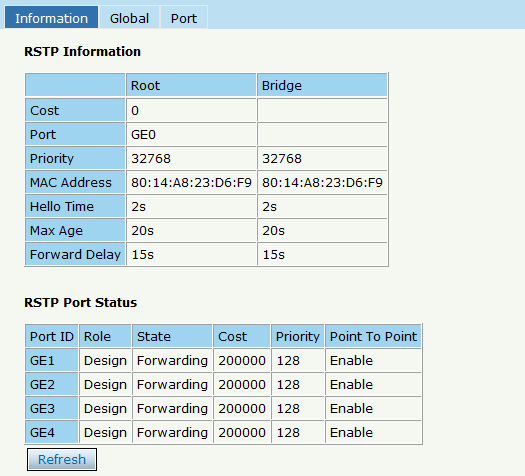 Information Global Port
RSTP Information
Root Bridge
Cost 0
Port GE0
Priority 32768 32768
MAC Address 80:14:A8:23:D6:F9 80:14:A8:23:D6:F9
Hello Time 2s 2s
Max Age 20s 20s
Forward Delay 15s 15s
RSTP Port Status
Port ID Role State Cost Priority Point To Point
GE1 Design Forwarding 200000 128 Enable
GE2 Design Forwarding 200000 128 Enable
GE3 Design Forwarding 200000 128 Enable
GE4 Design Forwarding 200000 128 Enable
Refresh